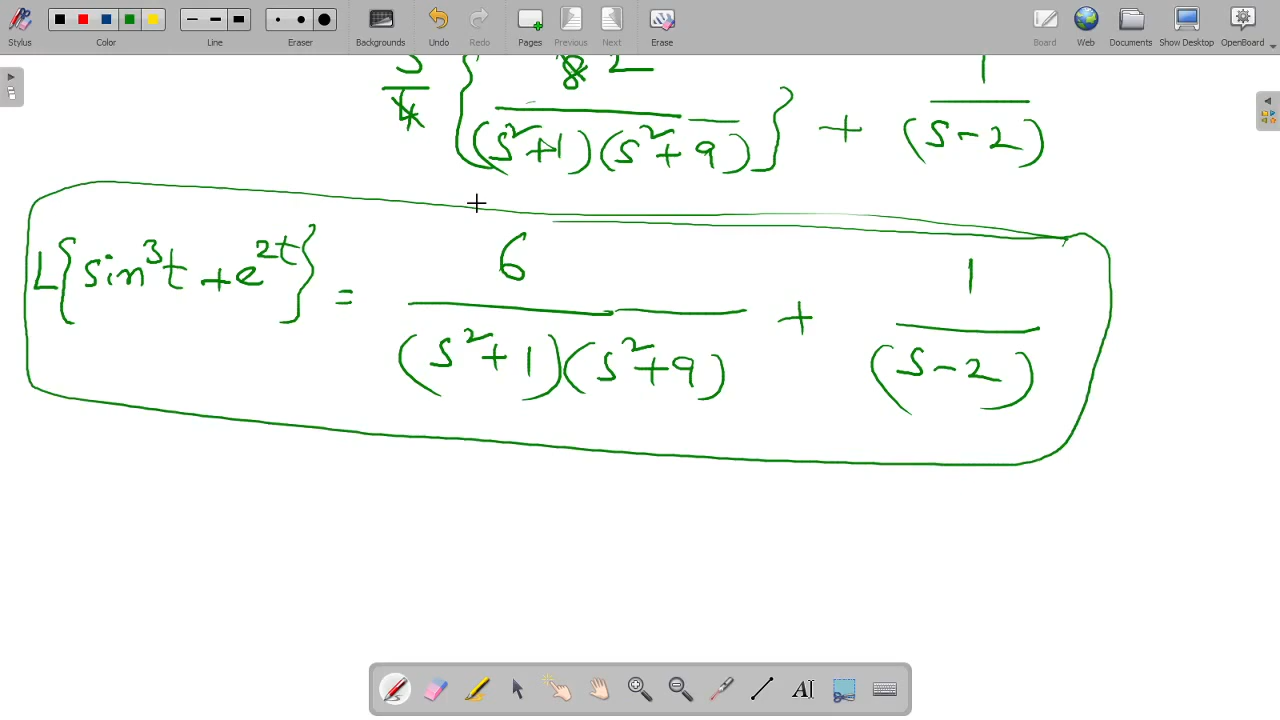 Stylus Color Line Eraser Backgrounds Undo Redo Pages Previous Next Erase Board Web Documents Show Desktop OpenBoard
3/4 { 8 2 / (s²+1)(s²+9) } + 1/(s-2)
L{sin³t + e^2t} = 6/((s²+1)(s²+9)) + 1/(s-2)